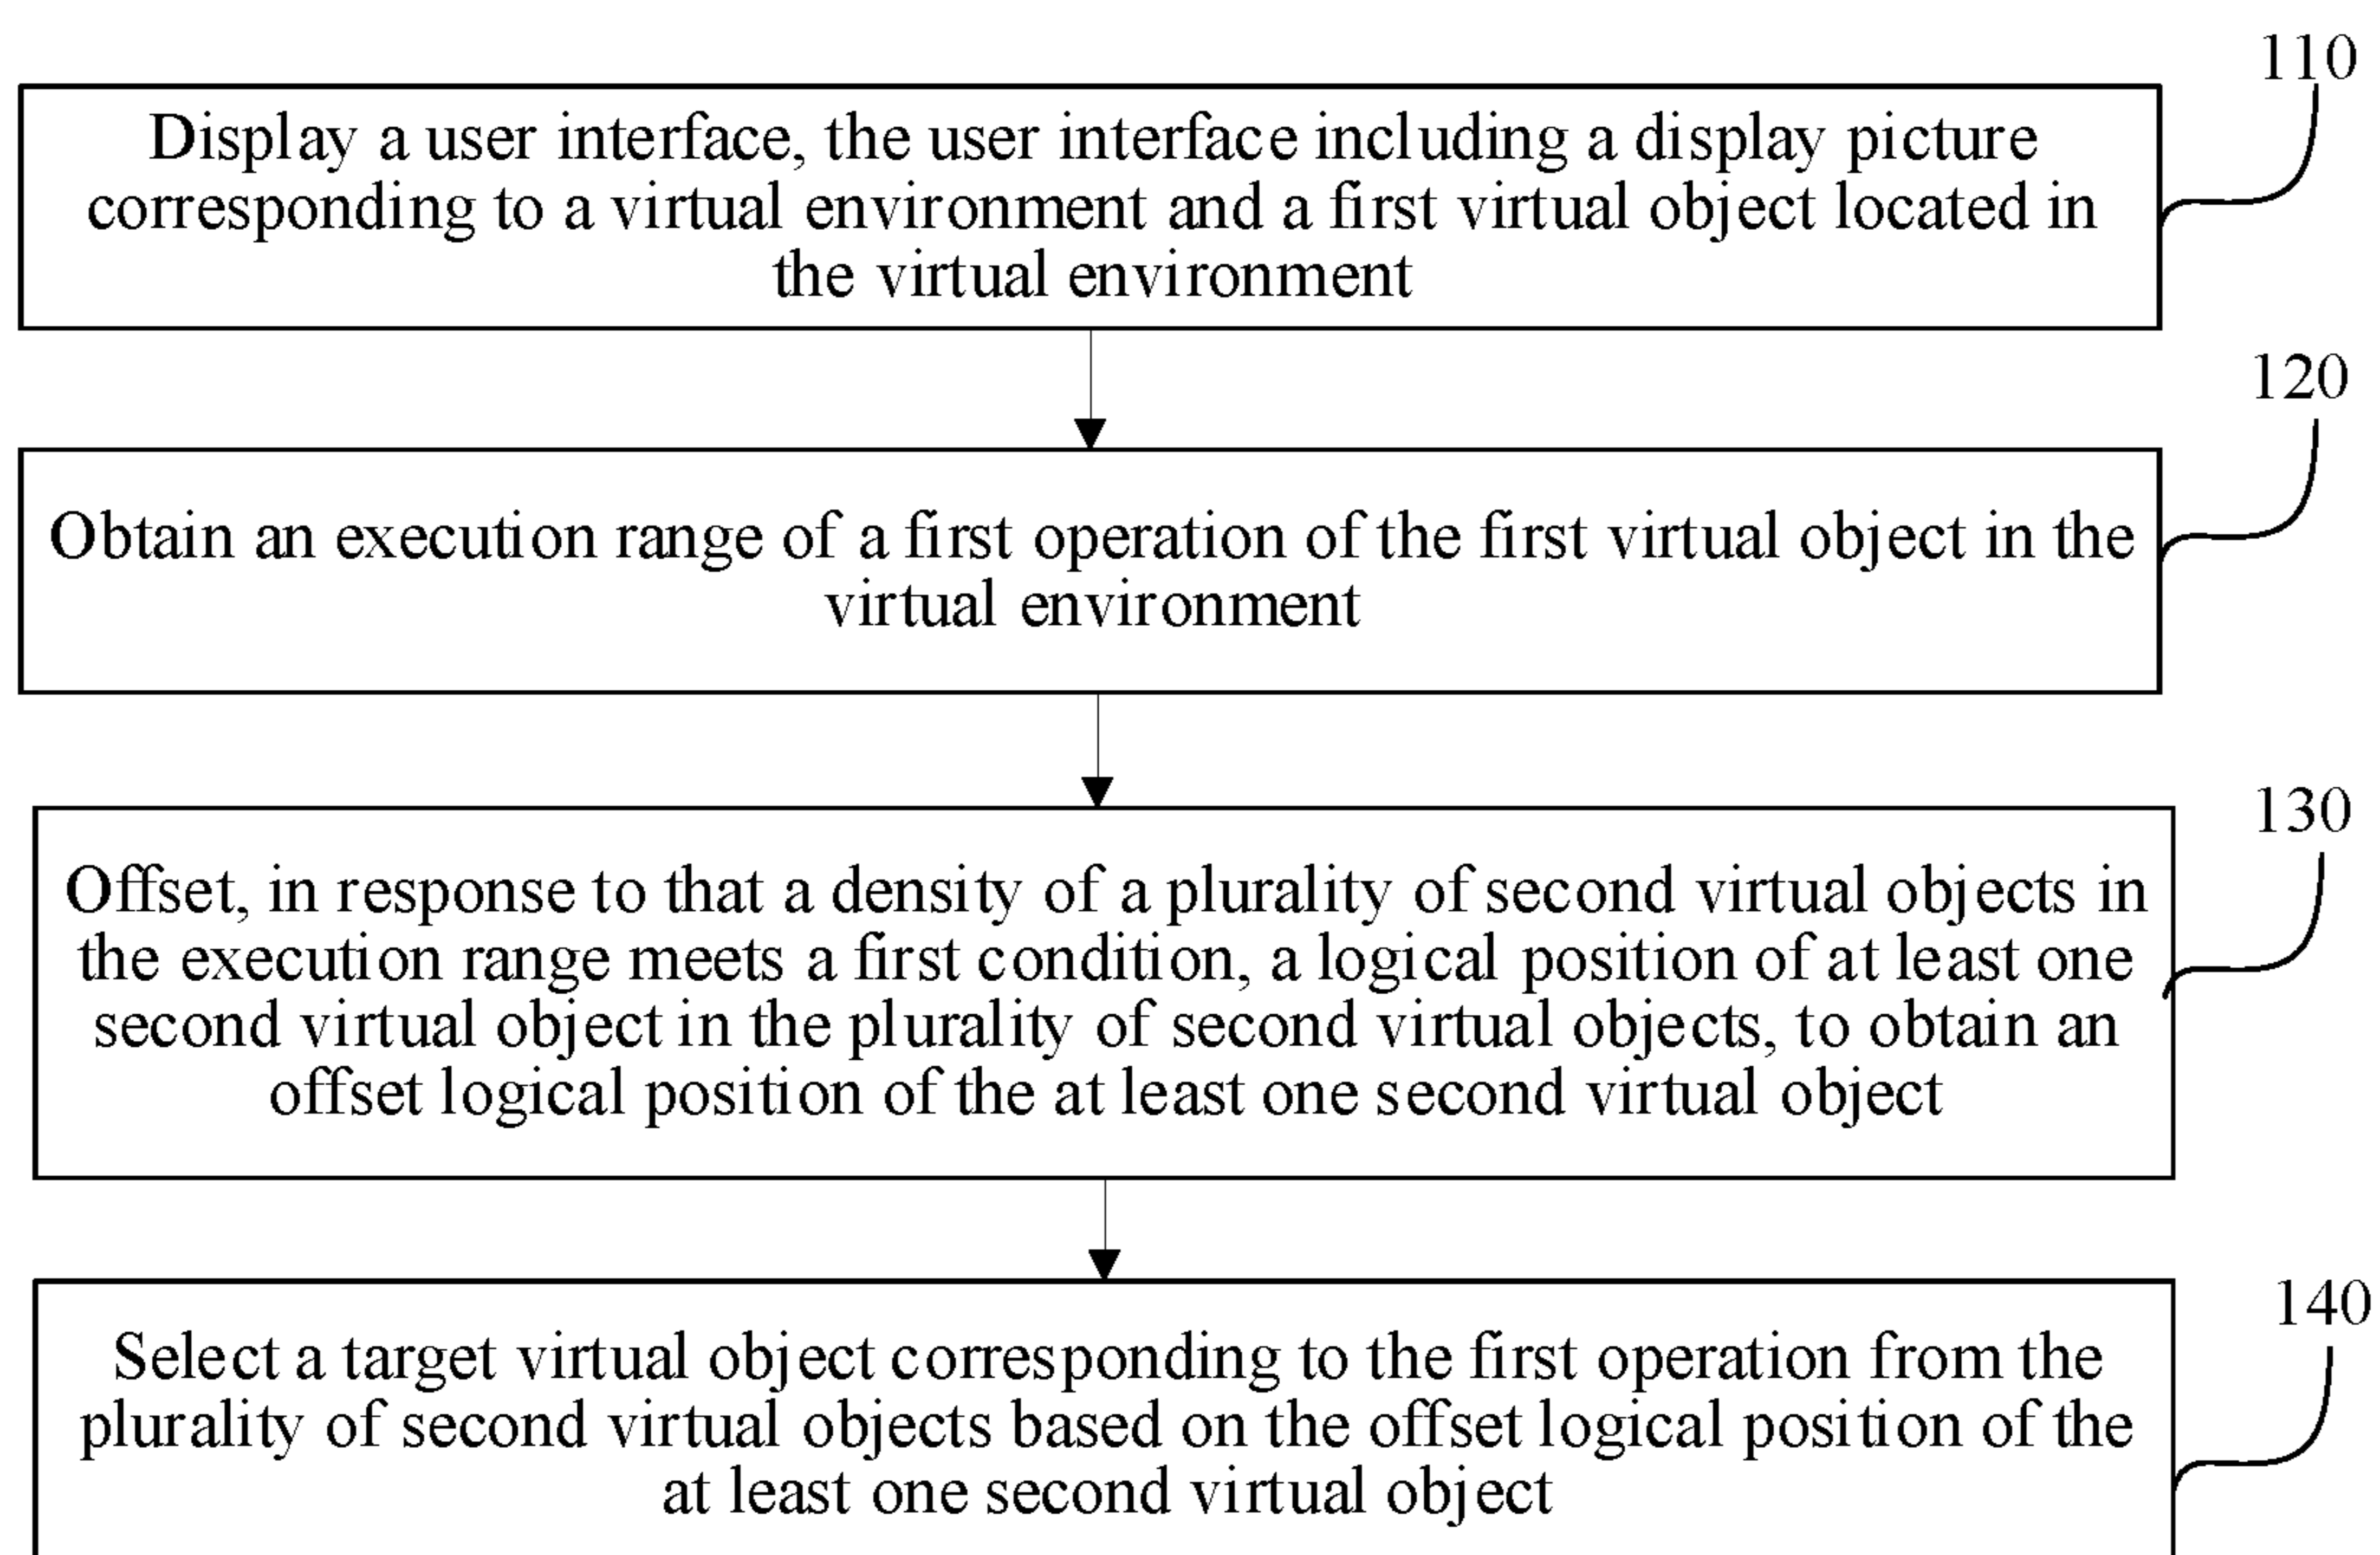 110
Display a user interface, the user interface including a display picture
corresponding to a virtual environment and a first virtual object located in
the virtual environment
120
Obtain an execution range of a first operation of the first virtual object in the
virtual environment
130
Offset, in response to that a density of a plurality of second virtual objects in
the execution range meets a first condition, a logical position of at least one
second virtual object in the plurality of second virtual objects, to obtain an
offset logical position of the at least one second virtual object
140
Select a target virtual object corresponding to the first operation from the
plurality of second virtual objects based on the offset logical position of the
at least one second virtual object